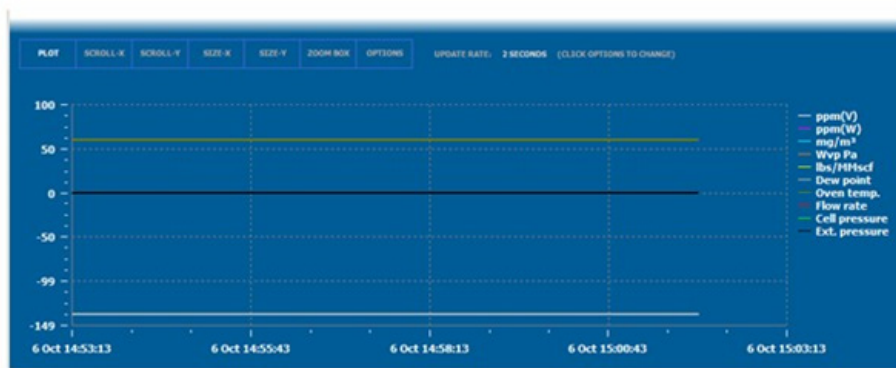 PLOT SCROLL-X SCROLL-Y SIZE-X SIZE-Y ZOOM BOX OPTIONS UPDATE RATE: 2 SECONDS (CLICK OPTIONS TO CHANGE)
100
50
0
-50
-99
-149
6 Oct 14:53:13 6 Oct 14:55:43 6 Oct 14:58:13 6 Oct 15:00:43 6 Oct 15:03:13
ppm(V)
ppm(W)
mg/m³
Wvp Pa
lbs/MMscf
Dew point
Oven temp.
Flow rate
Cell pressure
Ext. pressure